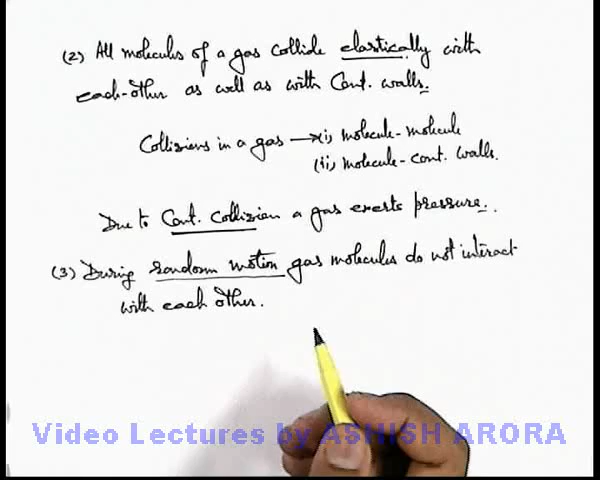 (2) All molecules of a gas collide elastically with
each-other as well as with Cont. walls.
Collisions in a gas → (i) molecule-molecule
(ii) molecule-cont. walls.
Due to Cont. Collision a gas exerts pressure.
(3) During random motion gas molecules do not interact
with each other.
Video Lectures by ASHISH ARORA